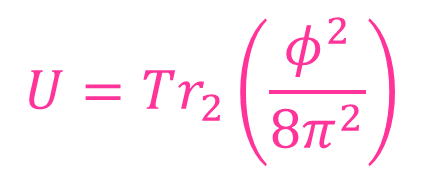 U = Tr₂(ϕ²/8π²)